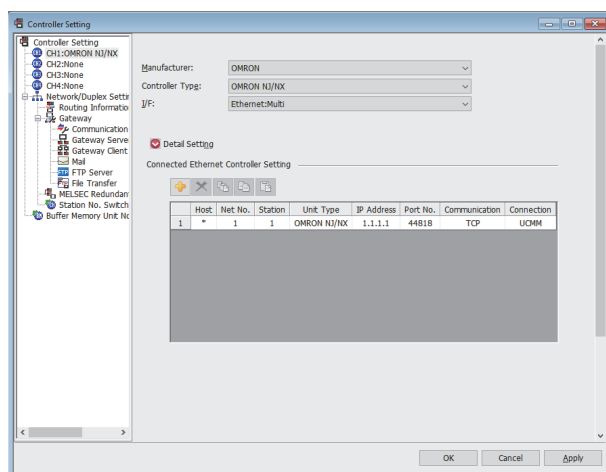 Controller Setting
Controller Setting
CH1:OMRON NJ/NX
CH2:None
CH3:None
CH4:None
Network/Duplex Settin
Routing Informatio
Gateway
Communication
Gateway Server
Gateway Client
Mail
FTP Server
File Transfer
MELSEC Redundan
Station No. Switch
Buffer Memory Unit No
Manufacturer: OMRON
Controller Type: OMRON NJ/NX
I/F: Ethernet:Multi
Detail Setting
Connected Ethernet Controller Setting
Host Net No. Station Unit Type IP Address Port No. Communication Connection
1 * 1 1 OMRON NJ/NX 1.1.1.1 44818 TCP UCMM
OK Cancel Apply